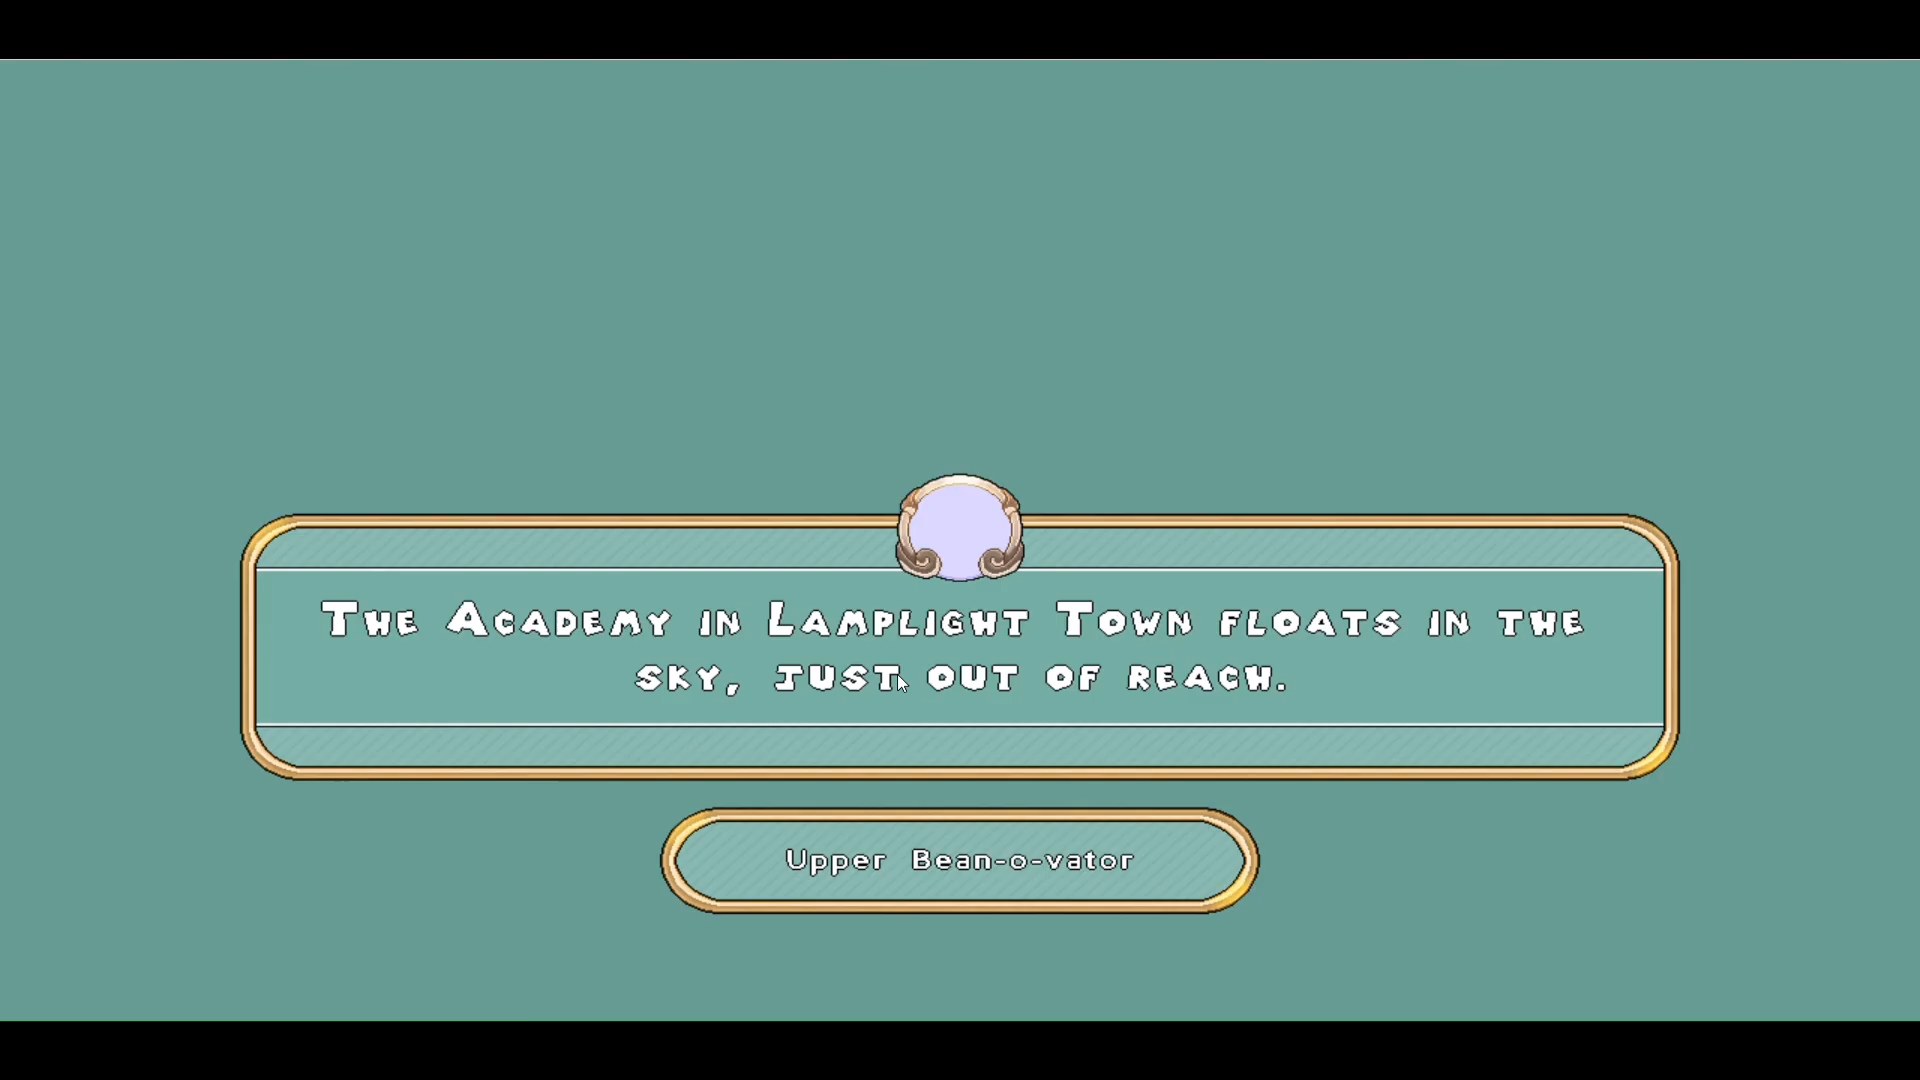 The Academy in Lamplight Town floats in the
sky, just out of reach.
Upper Bean-o-vator